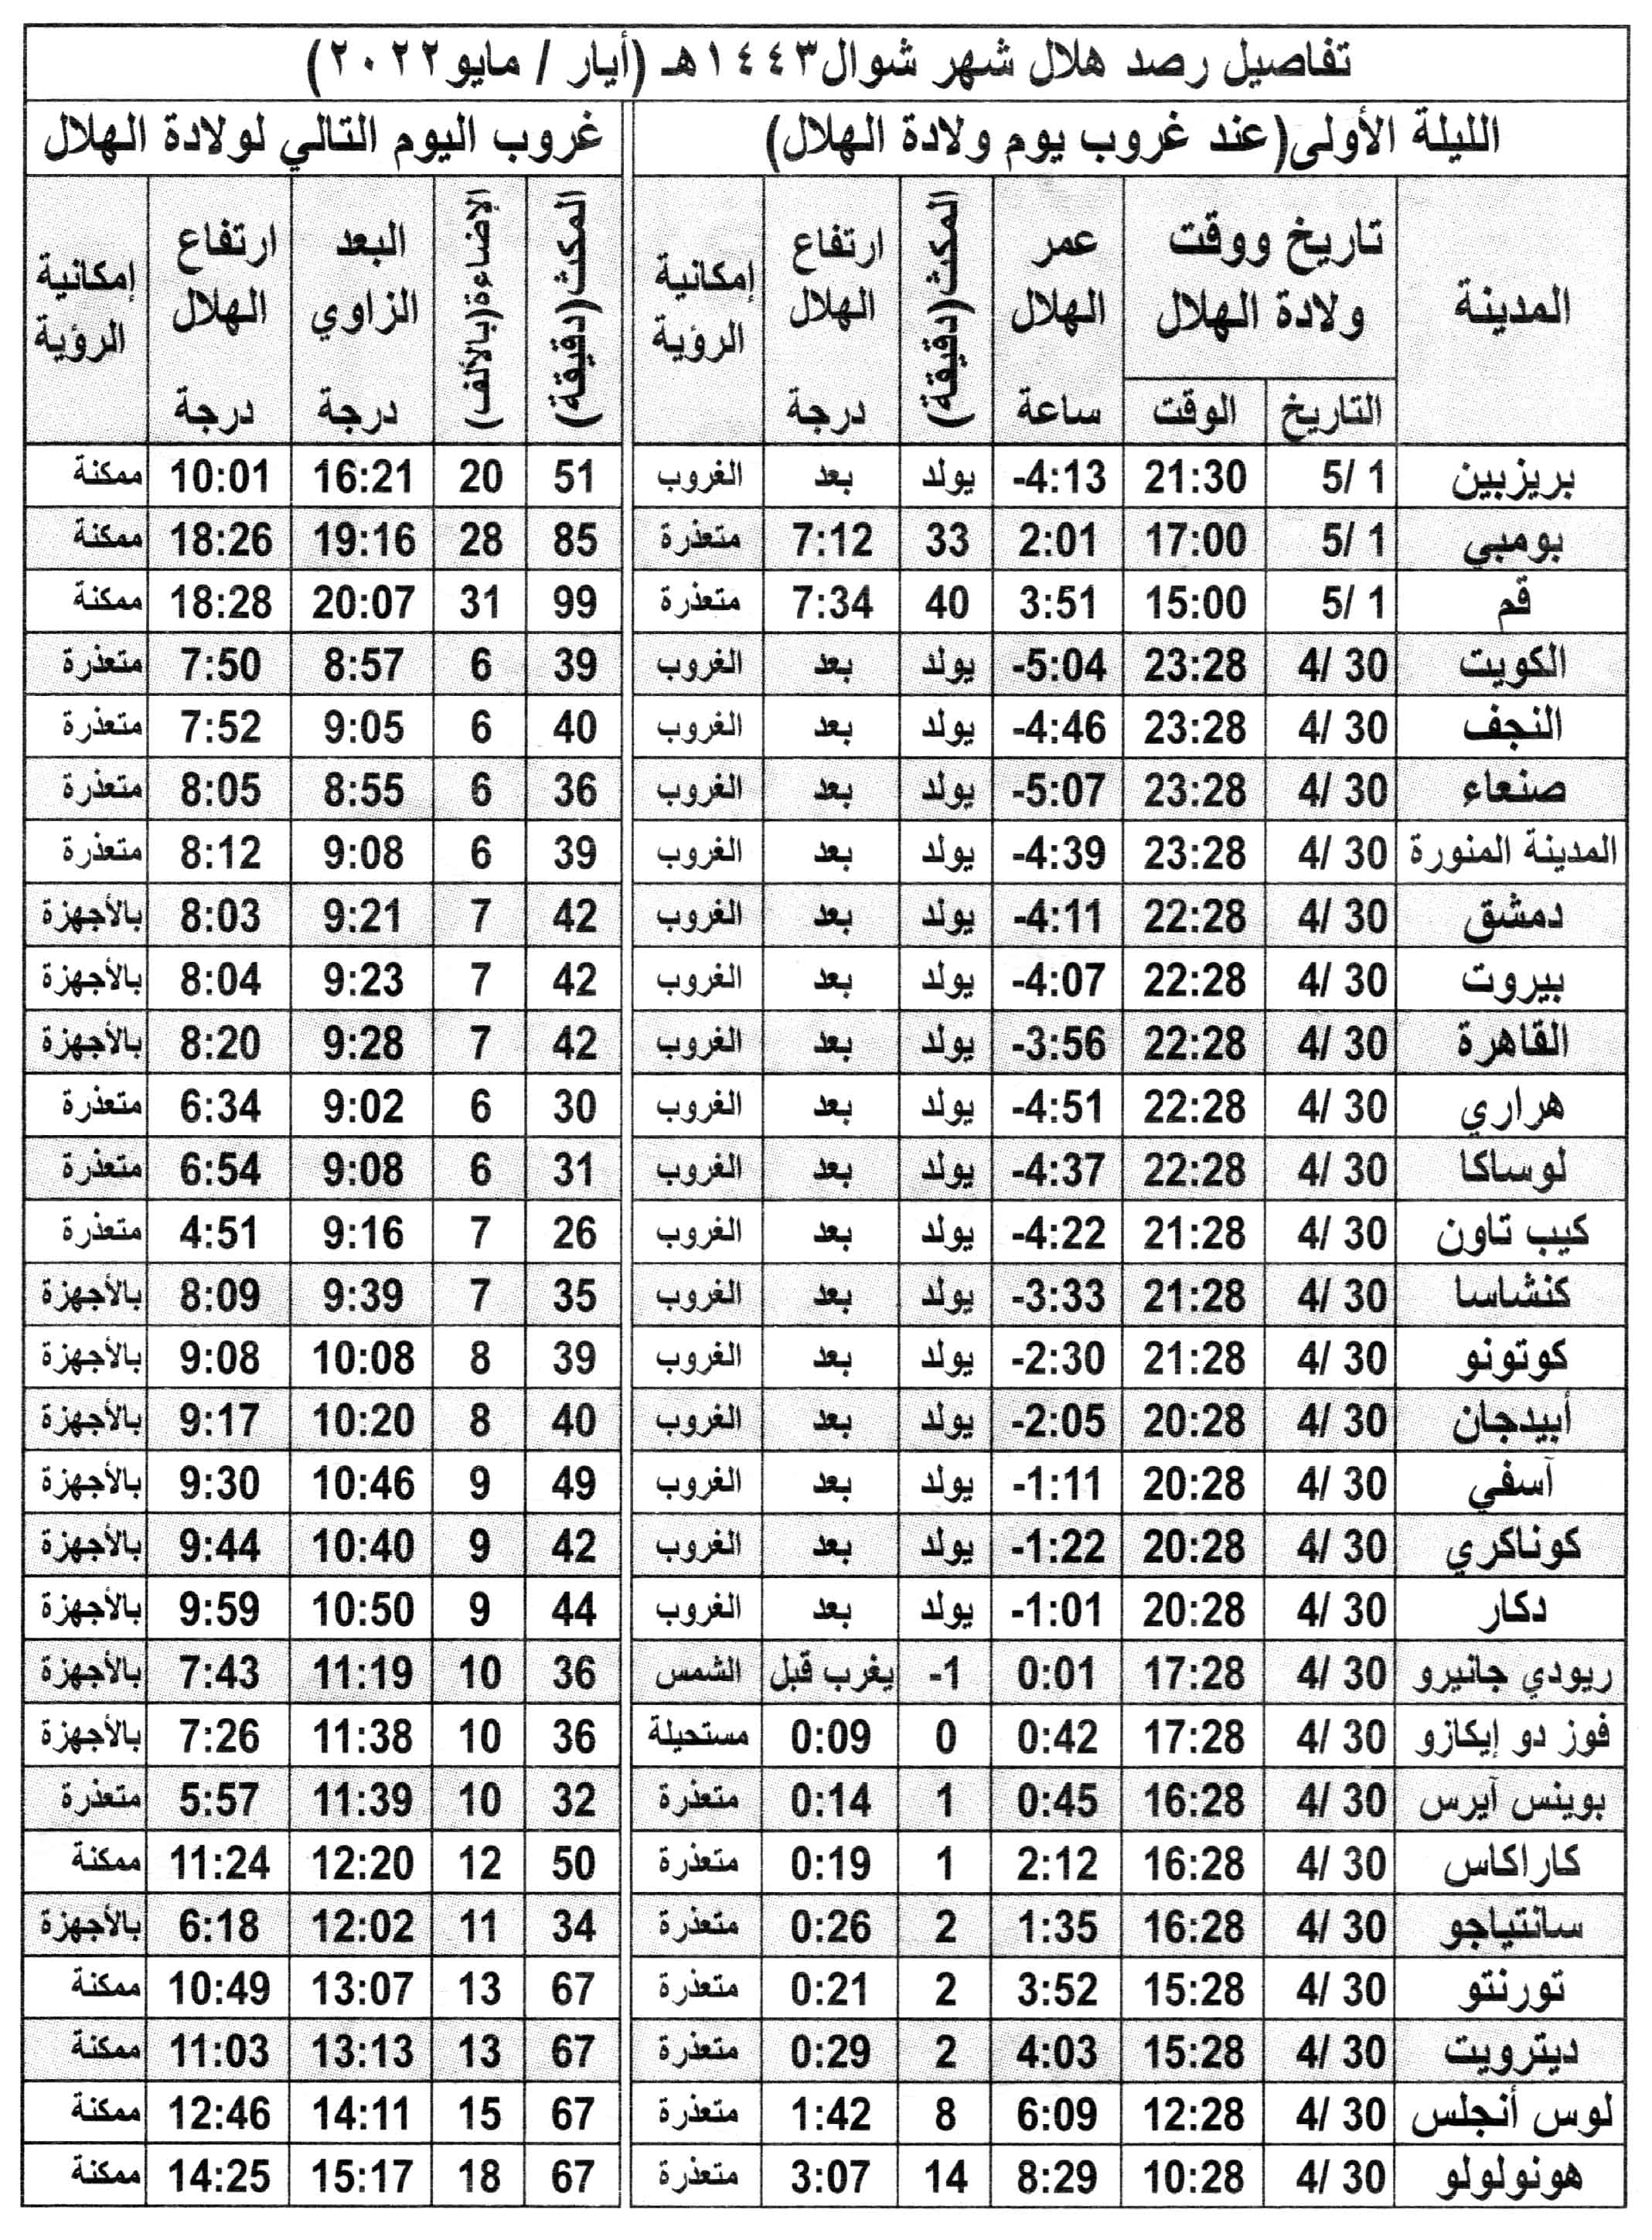 تفاصيل رصد هلال شهر شوال١٤٤٣هـ (أيار / مايو٢٠٢٢)
الليلة الأولى(عند غروب يوم ولادة الهلال) غروب اليوم التالي لولادة الهلال
المدينة تاريخ ووقت ولادة الهلال عمر الهلال المكث(دقيقة) ارتفاع الهلال إمكانية الرؤية المكث(دقيقة) الإضاءة(بالألف) البعد الزاوي ارتفاع الهلال إمكانية الرؤية
التاريخ الوقت ساعة درجة درجة درجة
بريزبين 5/ 1 21:30 -4:13 يولد بعد الغروب 51 20 16:21 10:01 ممكنة
بومبي 5/ 1 17:00 2:01 33 7:12 متعذرة 85 28 19:16 18:26 ممكنة
قم 5/ 1 15:00 3:51 40 7:34 متعذرة 99 31 20:07 18:28 ممكنة
الكويت 4/ 30 23:28 -5:04 يولد بعد الغروب 39 6 8:57 7:50 متعذرة
النجف 4/ 30 23:28 -4:46 يولد بعد الغروب 40 6 9:05 7:52 متعذرة
صنعاء 4/ 30 23:28 -5:07 يولد بعد الغروب 36 6 8:55 8:05 متعذرة
المدينة المنورة 4/ 30 23:28 -4:39 يولد بعد الغروب 39 6 9:08 8:12 متعذرة
دمشق 4/ 30 22:28 -4:11 يولد بعد الغروب 42 7 9:21 8:03 بالأجهزة
بيروت 4/ 30 22:28 -4:07 يولد بعد الغروب 42 7 9:23 8:04 بالأجهزة
القاهرة 4/ 30 22:28 -3:56 يولد بعد الغروب 42 7 9:28 8:20 بالأجهزة
هراري 4/ 30 22:28 -4:51 يولد بعد الغروب 30 6 9:02 6:34 متعذرة
لوساكا 4/ 30 22:28 -4:37 يولد بعد الغروب 31 6 9:08 6:54 متعذرة
كيب تاون 4/ 30 21:28 -4:22 يولد بعد الغروب 26 7 9:16 4:51 متعذرة
كنشاسا 4/ 30 21:28 -3:33 يولد بعد الغروب 35 7 9:39 8:09 بالأجهزة
كوتونو 4/ 30 21:28 -2:30 يولد بعد الغروب 39 8 10:08 9:08 بالأجهزة
أبيدجان 4/ 30 20:28 -2:05 يولد بعد الغروب 40 8 10:20 9:17 بالأجهزة
آسفي 4/ 30 20:28 -1:11 يولد بعد الغروب 49 9 10:46 9:30 بالأجهزة
كوناكري 4/ 30 20:28 -1:22 يولد بعد الغروب 42 9 10:40 9:44 بالأجهزة
دكار 4/ 30 20:28 -1:01 يولد بعد الغروب 44 9 10:50 9:59 بالأجهزة
ريودي جانيرو 4/ 30 17:28 0:01 -1 يغرب قبل الشمس 36 10 11:19 7:43 بالأجهزة
فوز دو إيكازو 4/ 30 17:28 0:42 0 0:09 مستحيلة 36 10 11:38 7:26 بالأجهزة
بوينس آيرس 4/ 30 16:28 0:45 1 0:14 متعذرة 32 10 11:39 5:57 متعذرة
كاراكاس 4/ 30 16:28 2:12 1 0:19 متعذرة 50 12 12:20 11:24 ممكنة
سانتياجو 4/ 30 16:28 1:35 2 0:26 متعذرة 34 11 12:02 6:18 بالأجهزة
تورنتو 4/ 30 15:28 3:52 2 0:21 متعذرة 67 13 13:07 10:49 ممكنة
ديترويت 4/ 30 15:28 4:03 2 0:29 متعذرة 67 13 13:13 11:03 ممكنة
لوس أنجلس 4/ 30 12:28 6:09 8 1:42 متعذرة 67 15 14:11 12:46 ممكنة
هونولولو 4/ 30 10:28 8:29 14 3:07 متعذرة 67 18 15:17 14:25 ممكنة